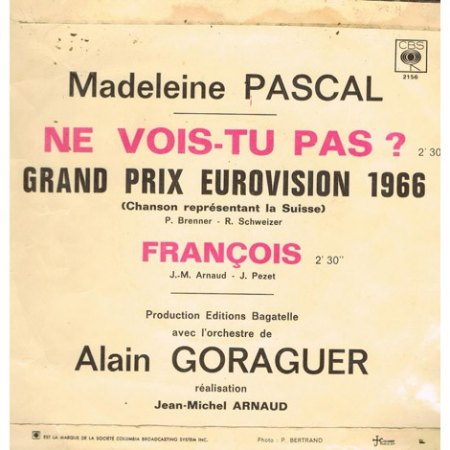 CBS
2156
Madeleine PASCAL
NE VOIS-TU PAS ? 2' 30
GRAND PRIX EUROVISION 1966
(Chanson représentant la Suisse)
P. Brenner - R. Schweizer
FRANÇOIS 2' 30"
J.-M. Arnaud - J. Pezet
Production Editions Bagatelle
avec l'orchestre de
Alain GORAGUER
réalisation
Jean-Michel ARNAUD
EST LA MARQUE DE LA SOCIÉTÉ COLUMBIA BROADCASTING SYSTEM INC. Photo : P. BERTRAND